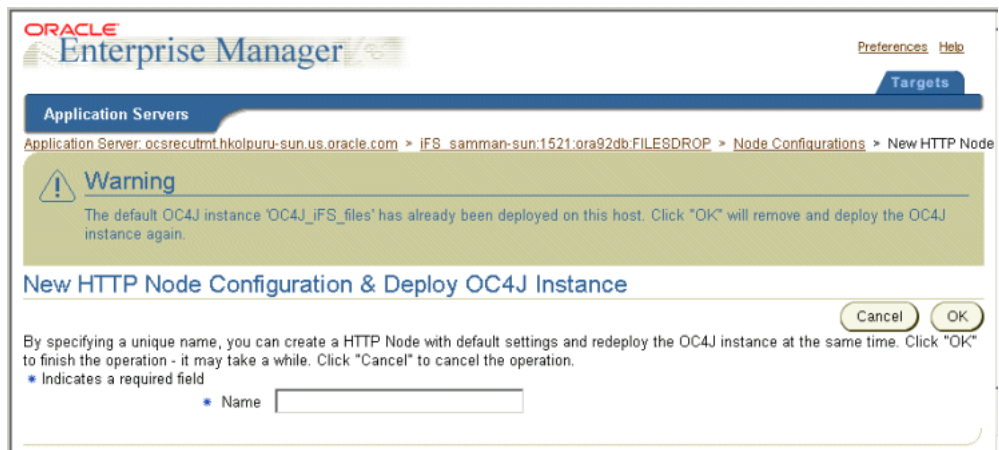 ORACLE
Enterprise Manager
Preferences Help
Targets
Application Servers
Application Server: ocsrecutmt.hkolpuru-sun.us.oracle.com > iFS_samman-sun:1521:ora92db:FILESDROP > Node Configurations > New HTTP Node
Warning
The default OC4J instance 'OC4J_iFS_files' has already been deployed on this host. Click "OK" will remove and deploy the OC4J
instance again.
New HTTP Node Configuration & Deploy OC4J Instance
Cancel OK
By specifying a unique name, you can create a HTTP Node with default settings and redeploy the OC4J instance at the same time. Click "OK"
to finish the operation - it may take a while. Click "Cancel" to cancel the operation.
* Indicates a required field
* Name